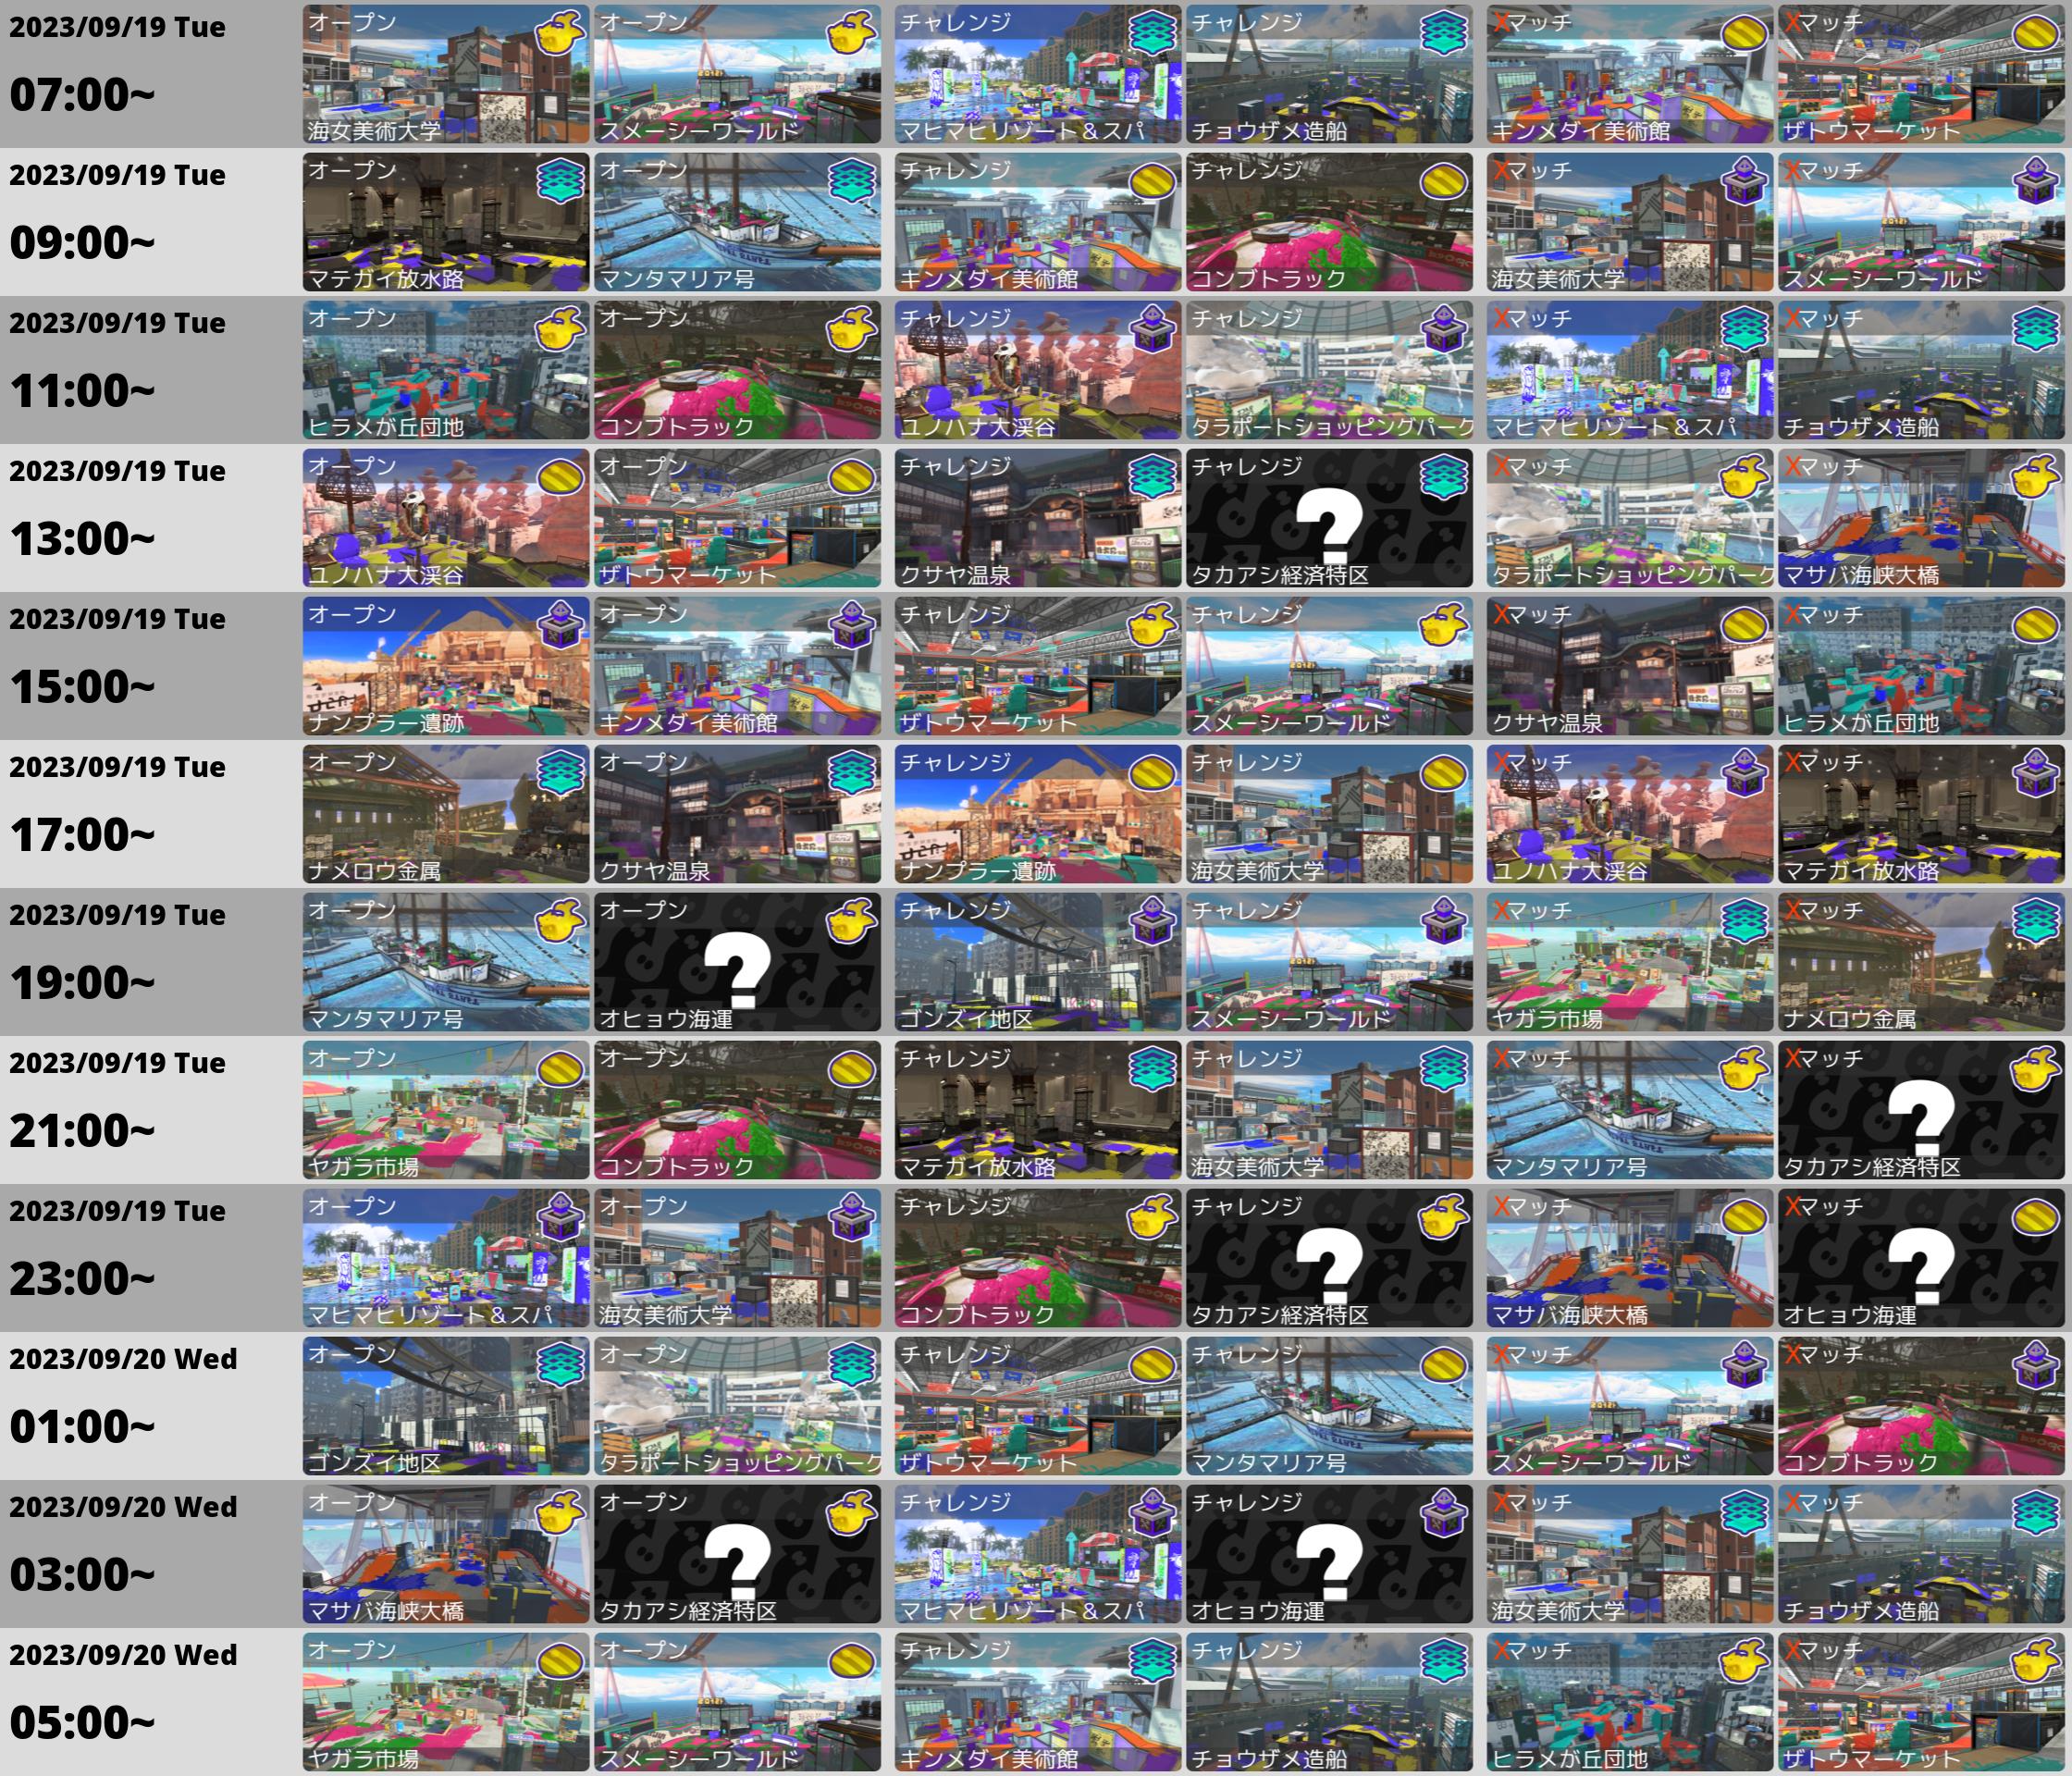 2023/09/19 Tue
07:00~
オープン オープン チャレンジ チャレンジ Xマッチ Xマッチ
海女美術大学 スメーシーワールド マヒマヒリゾート＆スパ チョウザメ造船 キンメダイ美術館 ザトウマーケット
2023/09/19 Tue
09:00~
オープン オープン チャレンジ チャレンジ Xマッチ Xマッチ
マテガイ放水路 マンタマリア号 キンメダイ美術館 コンブトラック 海女美術大学 スメーシーワールド
2023/09/19 Tue
11:00~
オープン オープン チャレンジ チャレンジ Xマッチ Xマッチ
ヒラメが丘団地 コンブトラック ユノハナ大渓谷 タラポートショッピングパーク マヒマヒリゾート＆スパ チョウザメ造船
2023/09/19 Tue
13:00~
オープン オープン チャレンジ チャレンジ Xマッチ Xマッチ
?
ユノハナ大渓谷 ザトウマーケット クサヤ温泉 タカアシ経済特区 タラポートショッピングパーク マサバ海峡大橋
2023/09/19 Tue
15:00~
オープン オープン チャレンジ チャレンジ Xマッチ Xマッチ
ナンプラー遺跡 キンメダイ美術館 ザトウマーケット スメーシーワールド クサヤ温泉 ヒラメが丘団地
2023/09/19 Tue
17:00~
オープン オープン チャレンジ チャレンジ Xマッチ Xマッチ
ナメロウ金属 クサヤ温泉 ナンプラー遺跡 海女美術大学 ユノハナ大渓谷 マテガイ放水路
2023/09/19 Tue
19:00~
オープン オープン チャレンジ チャレンジ Xマッチ Xマッチ
?
マンタマリア号 オヒョウ海運 ゴンズイ地区 スメーシーワールド ヤガラ市場 ナメロウ金属
2023/09/19 Tue
21:00~
オープン オープン チャレンジ チャレンジ Xマッチ Xマッチ
?
ヤガラ市場 コンブトラック マテガイ放水路 海女美術大学 マンタマリア号 タカアシ経済特区
2023/09/19 Tue
23:00~
オープン オープン チャレンジ チャレンジ Xマッチ Xマッチ
? ?
マヒマヒリゾート＆スパ 海女美術大学 コンブトラック タカアシ経済特区 マサバ海峡大橋 オヒョウ海運
2023/09/20 Wed
01:00~
オープン オープン チャレンジ チャレンジ Xマッチ Xマッチ
ゴンズイ地区 タラポートショッピングパーク ザトウマーケット マンタマリア号 スメーシーワールド コンブトラック
2023/09/20 Wed
03:00~
オープン オープン チャレンジ チャレンジ Xマッチ Xマッチ
? ?
マサバ海峡大橋 タカアシ経済特区 マヒマヒリゾート＆スパ オヒョウ海運 海女美術大学 チョウザメ造船
2023/09/20 Wed
05:00~
オープン オープン チャレンジ チャレンジ Xマッチ Xマッチ
ヤガラ市場 スメーシーワールド キンメダイ美術館 チョウザメ造船 ヒラメが丘団地 ザトウマーケット